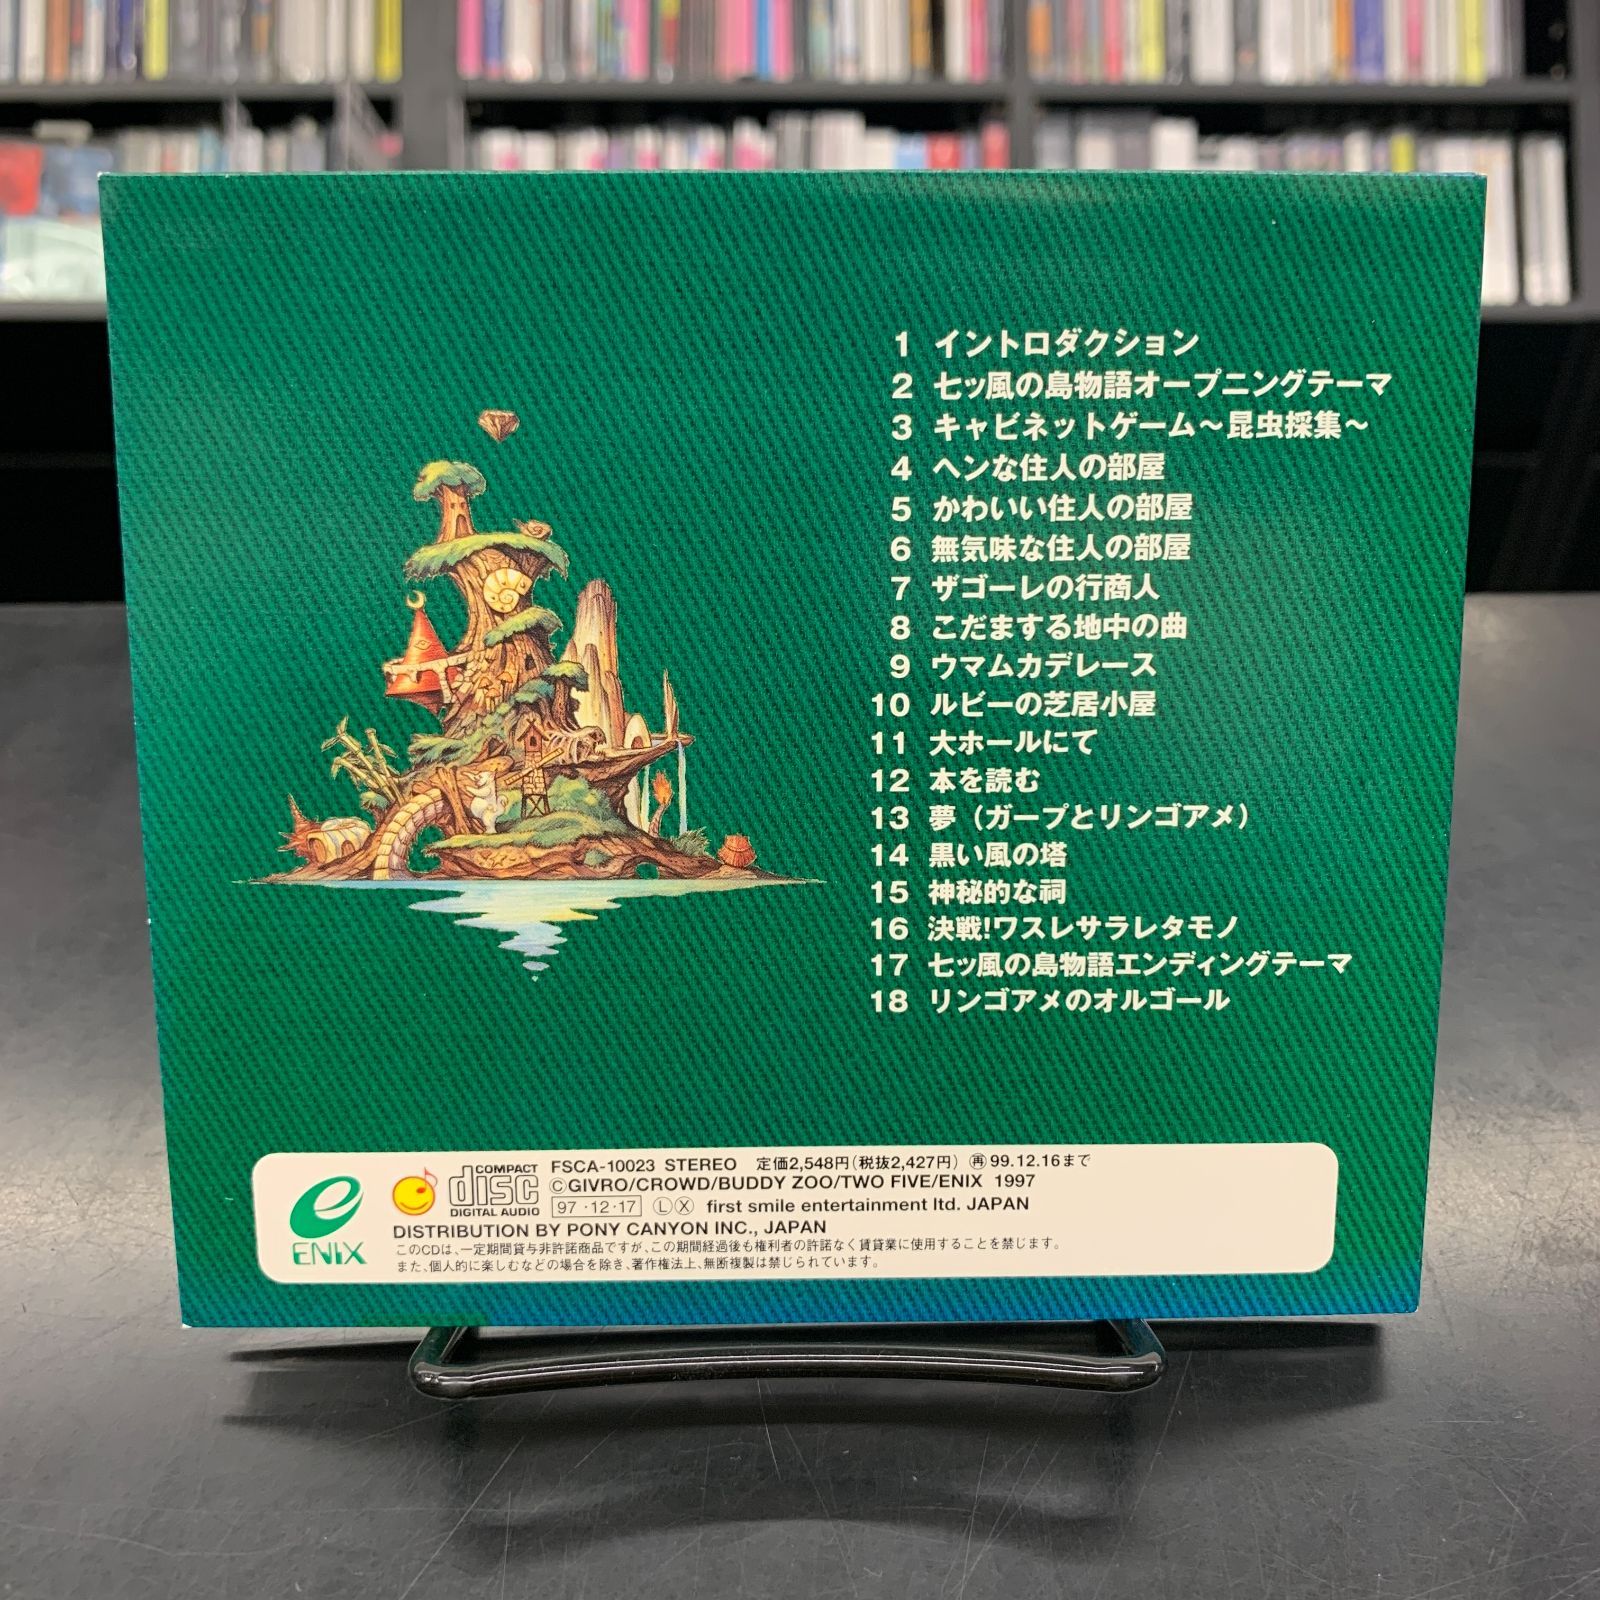 1 イントロダクション
2 七ッ風の島物語オープニングテーマ
3 キャビネットゲーム～昆虫採集～
4 ヘンな住人の部屋
5 かわいい住人の部屋
6 無気味な住人の部屋
7 ザゴーレの行商人
8 こだまする地中の曲
9 ウマムカデレース
10 ルビーの芝居小屋
11 大ホールにて
12 本を読む
13 夢（ガープとリンゴアメ）
14 黒い風の塔
15 神秘的な祠
16 決戦!ワスレサラレタモノ
17 七ッ風の島物語エンディングテーマ
18 リンゴアメのオルゴール
ENIX
COMPACT
disc
DIGITAL AUDIO
FSCA-10023 STEREO 定価2,548円(税抜2,427円) 再99.12.16まで
©GIVRO/CROWD/BUDDY ZOO/TWO FIVE/ENIX 1997
97・12・17 Ⓛ Ⓧ first smile entertainment ltd. JAPAN
DISTRIBUTION BY PONY CANYON INC., JAPAN
このCDは、一定期間貸与非許諾商品ですが、この期間経過後も権利者の許諾なく賃貸業に使用することを禁じます。
また、個人的に楽しむなどの場合を除き、著作権法上、無断複製は禁じられています。